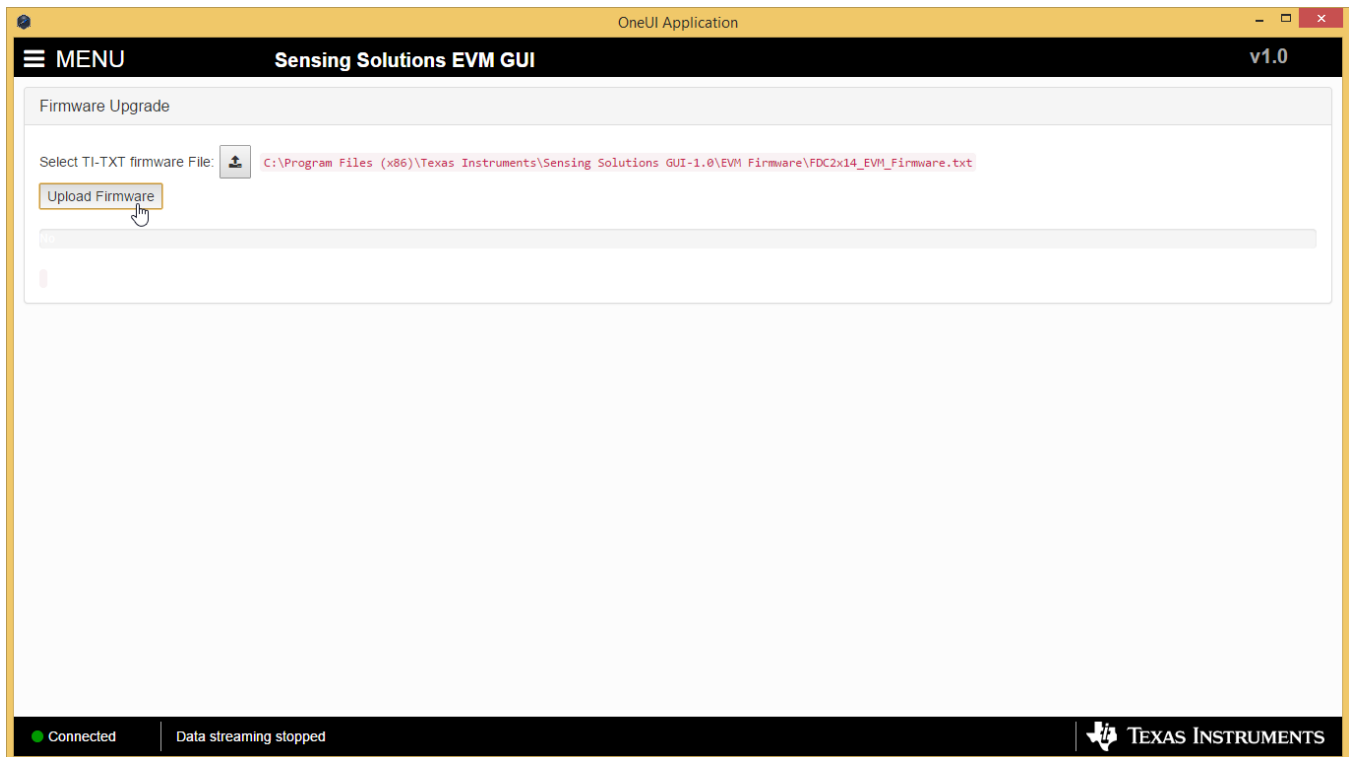 OneUI Application
MENU Sensing Solutions EVM GUI v1.0
Firmware Upgrade
Select TI-TXT firmware File: C:\Program Files (x86)\Texas Instruments\Sensing Solutions GUI-1.0\EVM Firmware\FDC2x14_EVM_Firmware.txt
Upload Firmware
No
Connected Data streaming stopped TEXAS INSTRUMENTS